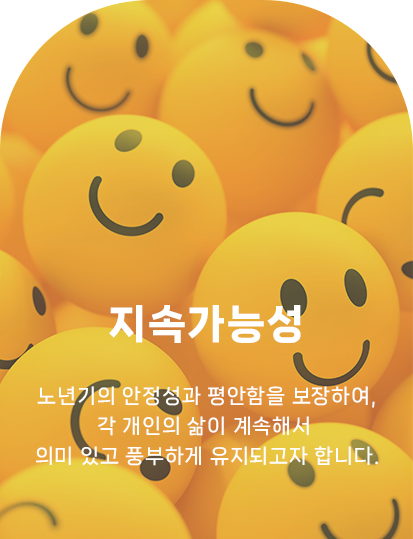 지속가능성
노년기의 안정성과 평안함을 보장하여,
각 개인의 삶이 계속해서
의미 있고 풍부하게 유지되고자 합니다.